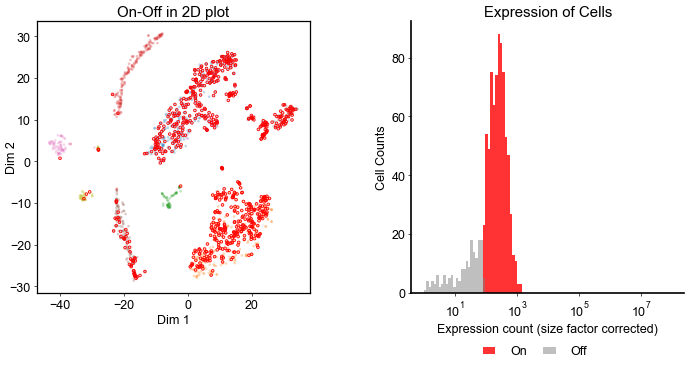 On-Off in 2D plot
30
20
10
0
−10
−20
−30
Dim 2
−40
−20
0
20
Dim 1
Expression of Cells
80
60
40
20
0
Cell Counts
10^1
10^3
10^5
10^7
Expression count (size factor corrected)
On
Off